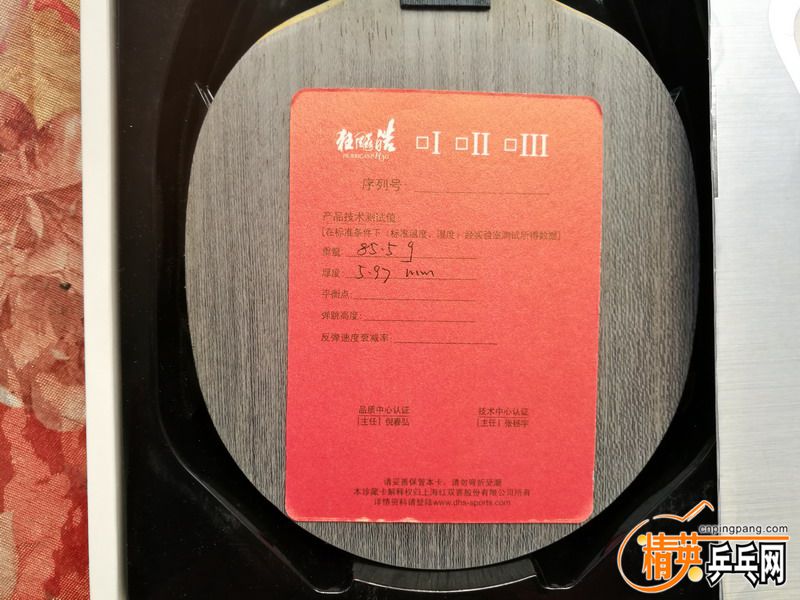 狂飚皓 □I □II □III
HURRICANE HAO
序列号:
产品技术测试值
[在标准条件下(标准温度、湿度)经实验室测试所得数据]
重量: 85.5 g
厚度: 5.97 mm
平衡点:
弹跳高度:
反弹速度衰减率:
品质中心认证 技术中心认证
[主任]倪春弘 [主任]张杨宇
请妥善保管本卡,请勿弯折受潮
本珍藏卡解释权归上海红双喜股份有限公司所有
详情资料请登陆www.dhs-sports.com
cnpingpang.com
精英乒乓网